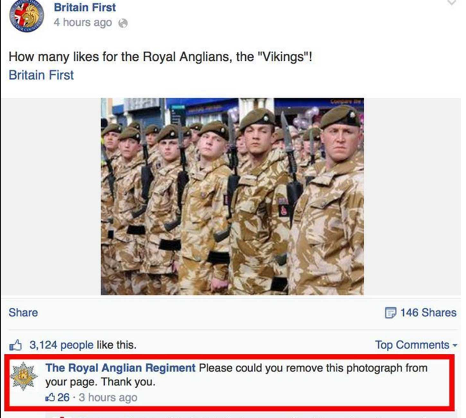 Britain First
4 hours ago
How many likes for the Royal Anglians, the "Vikings"!
Britain First
Share
146 Shares
3,124 people like this.
Top Comments
The Royal Anglian Regiment Please could you remove this photograph from
your page. Thank you.
26 · 3 hours ago